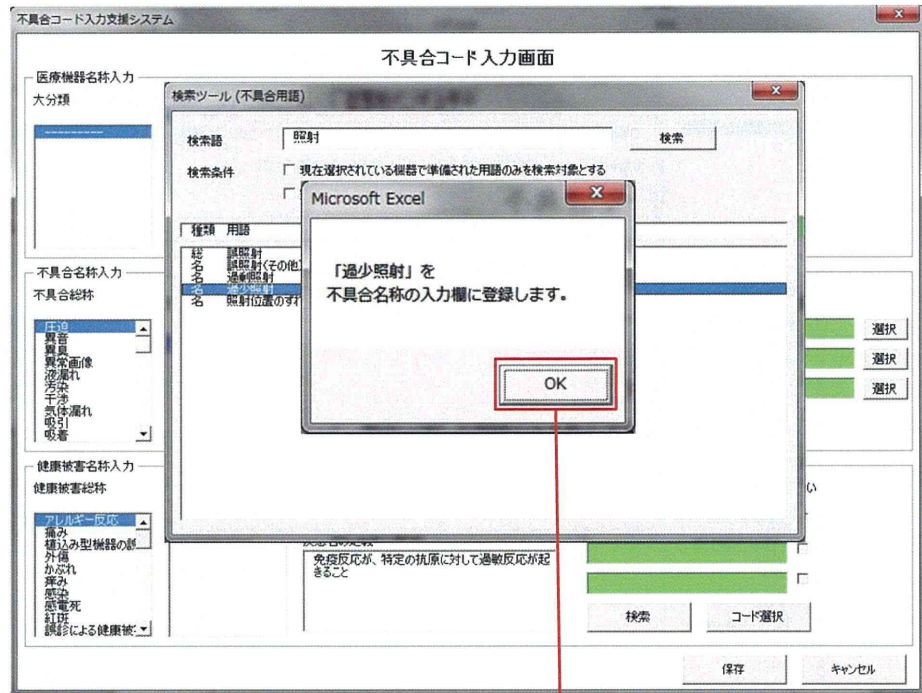 不具合コード入力支援システム
不具合コード入力画面
医療機器名称入力
大分類
検索ツール (不具合用語)
検索語
照射
検索
検索条件
現在選択されている機器で準備された用語のみを検索対象とする
種類 用語
総 誤照射
名 誤照射(その他)
名 過剰照射
名 過少照射
名 照射位置のずれ
Microsoft Excel
「過少照射」を
不具合名称の入力欄に登録します。
OK
不具合名称入力
不具合総称
圧迫
異音
異臭
異常画像
液漏れ
汚染
干渉
気体漏れ
吸引
吸着
選択
選択
選択
健康被害名称入力
健康被害総称
い
アレルギー反応
痛み
植込み型機器の誤
外傷
かぶれ
痒み
感染
感電死
紅斑
誤診による健康被
免疫反応が、特定の抗原に対して過敏反応が起
きること
検索
コード選択
保存
キャンセル